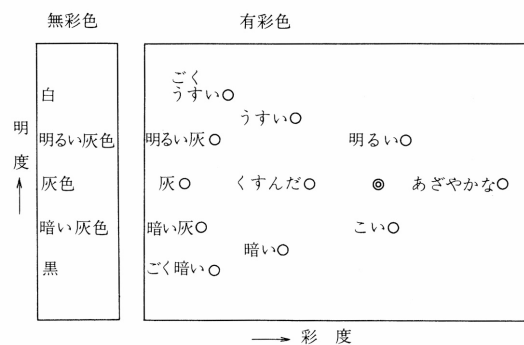 無彩色
有彩色
明度
白
明るい灰色
灰色
暗い灰色
黒
ごく
うすい
うすい
明るい灰
明るい
灰
くすんだ
あざやかな
暗い灰
こい
暗い
ごく暗い
彩度